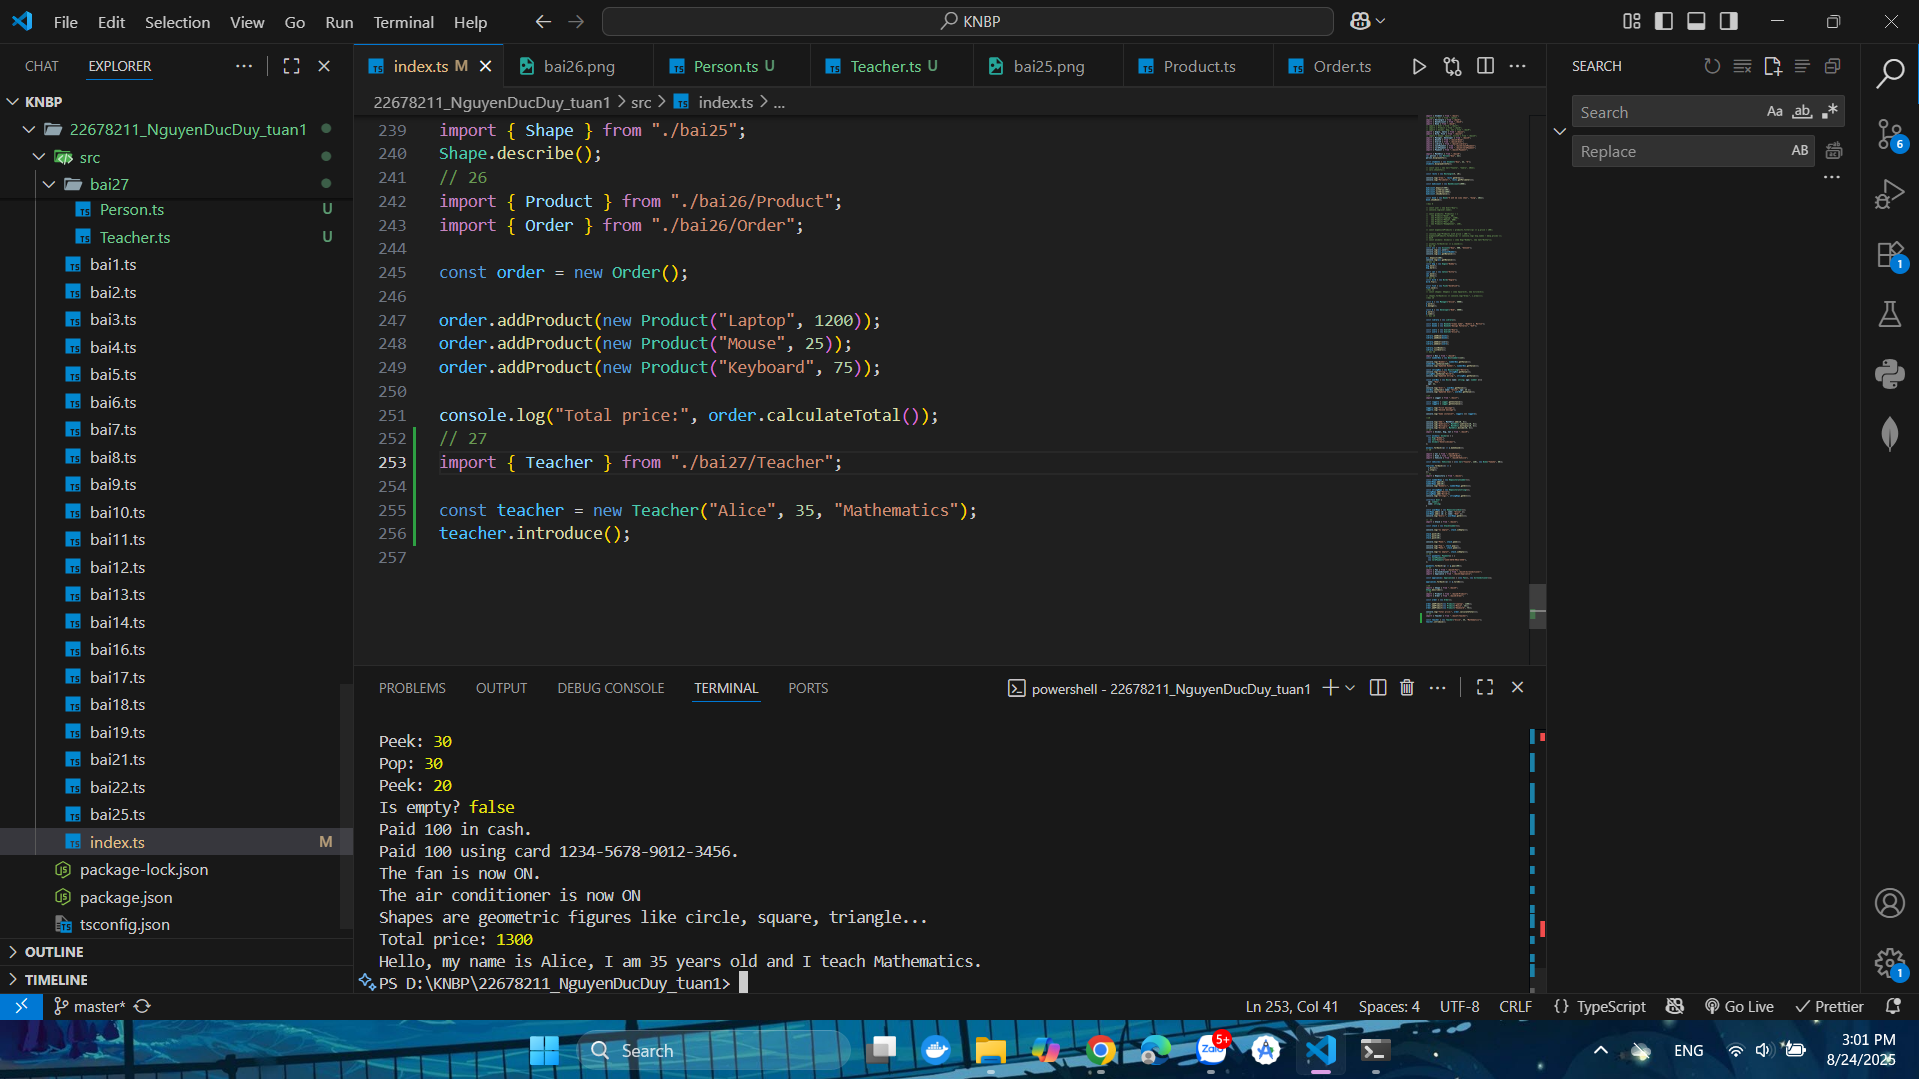 File Edit Selection View Go Run Terminal Help
KNBP
CHAT EXPLORER
index.ts M
bai26.png
Person.ts U
Teacher.ts U
bai25.png
Product.ts
Order.ts
SEARCH
KNBP
22678211_NguyenDucDuy_tuan1
src
bai27
Person.ts U
Teacher.ts U
bai1.ts
bai2.ts
bai3.ts
bai4.ts
bai5.ts
bai6.ts
bai7.ts
bai8.ts
bai9.ts
bai10.ts
bai11.ts
bai12.ts
bai13.ts
bai14.ts
bai16.ts
bai17.ts
bai18.ts
bai19.ts
bai21.ts
bai22.ts
bai25.ts
index.ts M
package-lock.json
package.json
tsconfig.json
OUTLINE
TIMELINE
22678211_NguyenDucDuy_tuan1 > src > index.ts > ...
239 import { Shape } from "./bai25";
240 Shape.describe();
241 // 26
242 import { Product } from "./bai26/Product";
243 import { Order } from "./bai26/Order";
244
245 const order = new Order();
246
247 order.addProduct(new Product("Laptop", 1200));
248 order.addProduct(new Product("Mouse", 25));
249 order.addProduct(new Product("Keyboard", 75));
250
251 console.log("Total price:", order.calculateTotal());
252 // 27
253 import { Teacher } from "./bai27/Teacher";
254
255 const teacher = new Teacher("Alice", 35, "Mathematics");
256 teacher.introduce();
257
Search Aa ab
Replace AB
6
1
1
PROBLEMS OUTPUT DEBUG CONSOLE TERMINAL PORTS
powershell - 22678211_NguyenDucDuy_tuan1
Peek: 30
Pop: 30
Peek: 20
Is empty? false
Paid 100 in cash.
Paid 100 using card 1234-5678-9012-3456.
The fan is now ON.
The air conditioner is now ON
Shapes are geometric figures like circle, square, triangle...
Total price: 1300
Hello, my name is Alice, I am 35 years old and I teach Mathematics.
PS D:\KNBP\22678211_NguyenDucDuy_tuan1>
master*
Ln 253, Col 41 Spaces: 4 UTF-8 CRLF {} TypeScript Go Live Prettier
Search
Zalo 5+
ENG
3:01 PM
8/24/2025